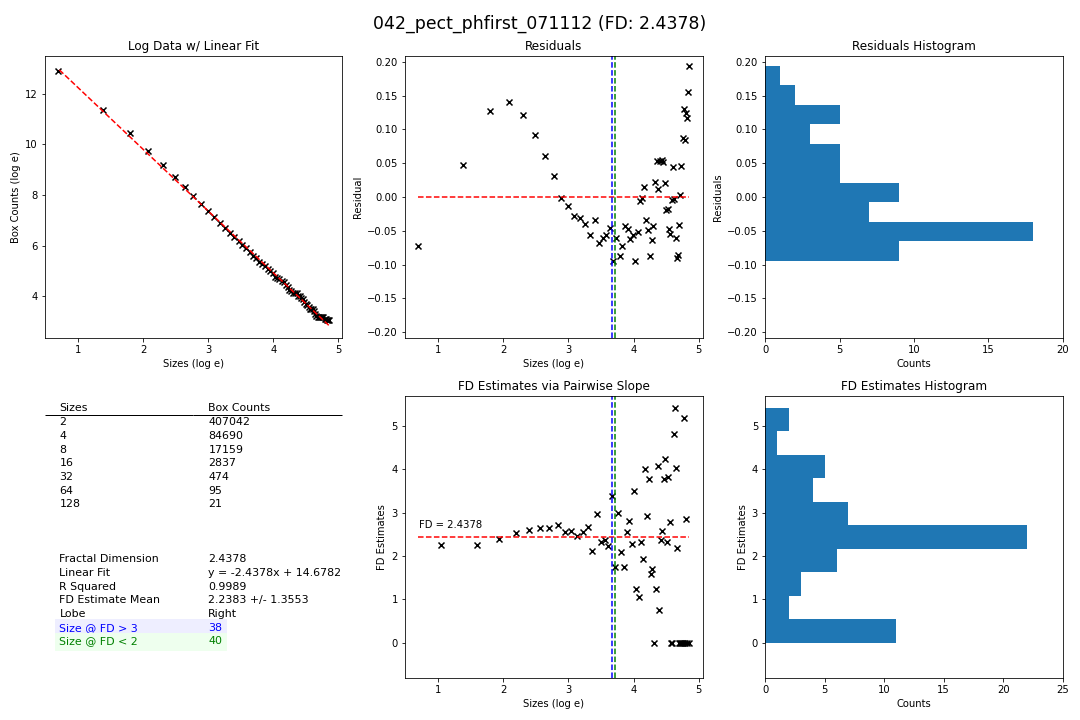 042_pect_phfirst_071112 (FD: 2.4378)
Log Data w/ Linear Fit
Box Counts (log e)
12
10
8
6
4
1 2 3 4 5
Sizes (log e)
Residuals
Residual
0.20
0.15
0.10
0.05
0.00
−0.05
−0.10
−0.15
−0.20
1 2 3 4 5
Sizes (log e)
Residuals Histogram
Residuals
0.20
0.15
0.10
0.05
0.00
−0.05
−0.10
−0.15
−0.20
0 5 10 15 20
Counts
Sizes Box Counts
2 407042
4 84690
8 17159
16 2837
32 474
64 95
128 21
Fractal Dimension 2.4378
Linear Fit y = -2.4378x + 14.6782
R Squared 0.9989
FD Estimate Mean 2.2383 +/- 1.3553
Lobe Right
Size @ FD > 3 38
Size @ FD < 2 40
FD Estimates via Pairwise Slope
FD Estimates
5
4
3
2
1
0
FD = 2.4378
1 2 3 4 5
Sizes (log e)
FD Estimates Histogram
FD Estimates
5
4
3
2
1
0
0 5 10 15 20 25
Counts